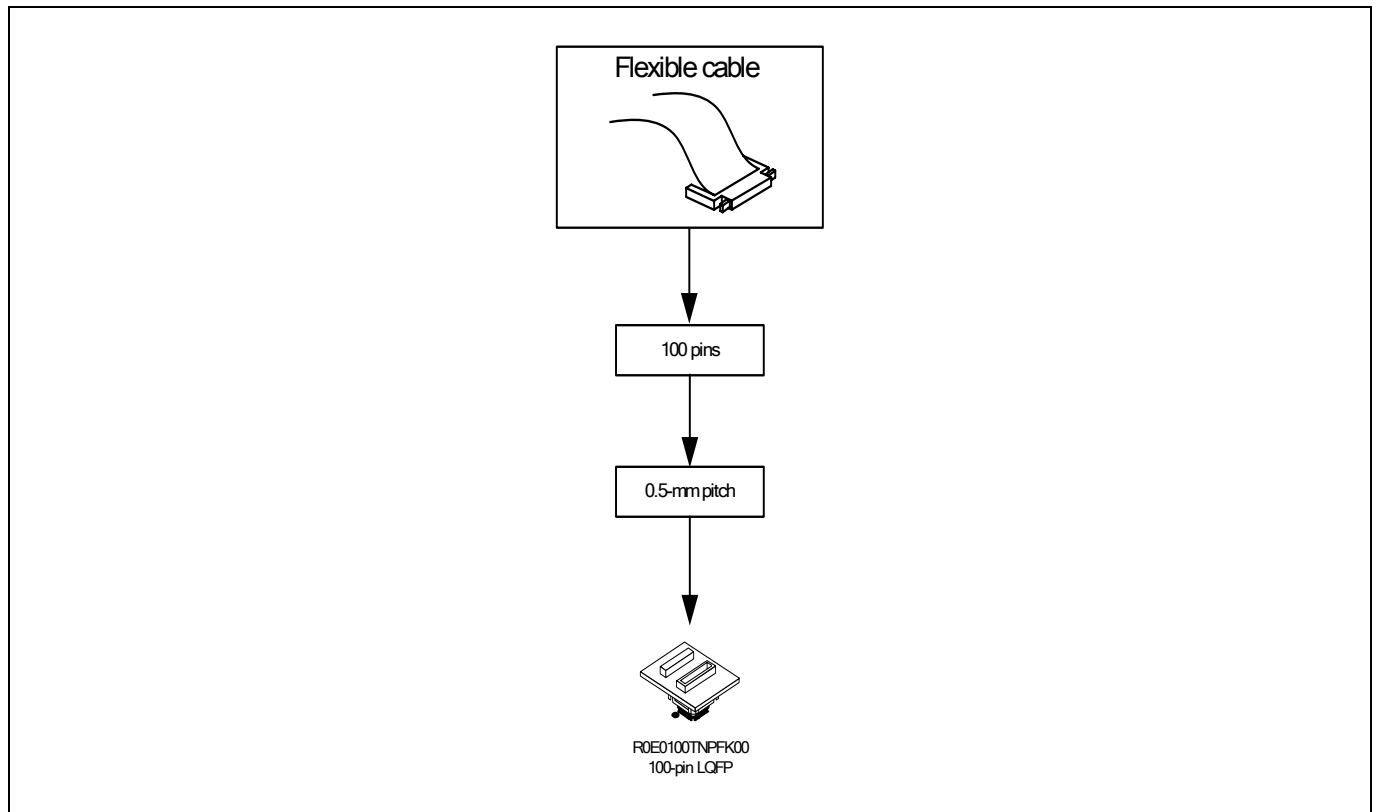 Flexible cable
100 pins
0.5-mm pitch
R0E0100TNPFK00
100-pin LQFP